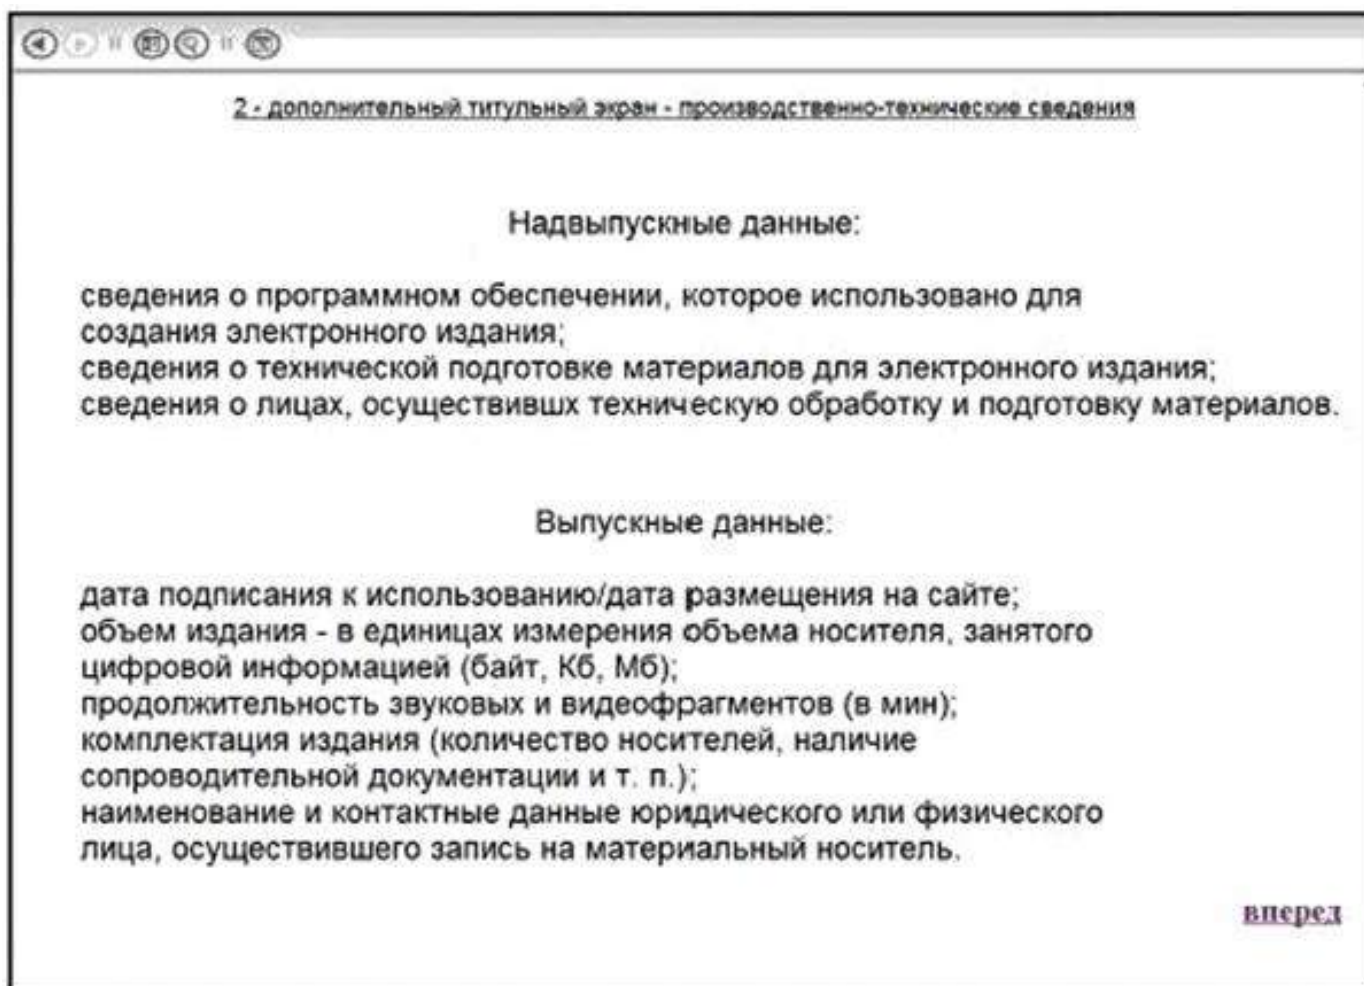 2 - дополнительный титульный экран - производственно-технические сведения
Надвыпускные данные:
сведения о программном обеспечении, которое использовано для
создания электронного издания;
сведения о технической подготовке материалов для электронного издания;
сведения о лицах, осуществившх техническую обработку и подготовку материалов.
Выпускные данные:
дата подписания к использованию/дата размещения на сайте;
объем издания - в единицах измерения объема носителя, занятого
цифровой информацией (байт, Кб, Мб);
продолжительность звуковых и видеофрагментов (в мин);
комплектация издания (количество носителей, наличие
сопроводительной документации и т. п.);
наименование и контактные данные юридического или физического
лица, осуществившего запись на материальный носитель.
вперед